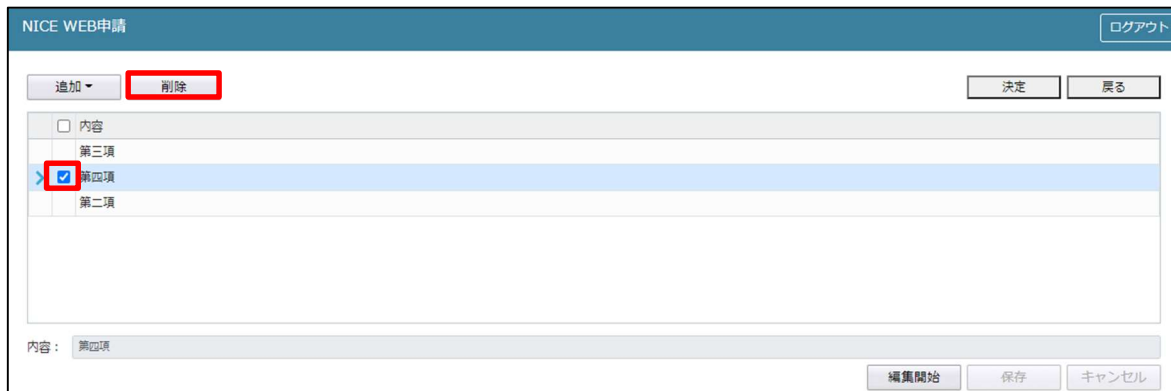 NICE WEB申請 ログアウト
追加 削除 決定 戻る
内容
第三項
第四項
第二項
内容： 第四項
編集開始 保存 キャンセル